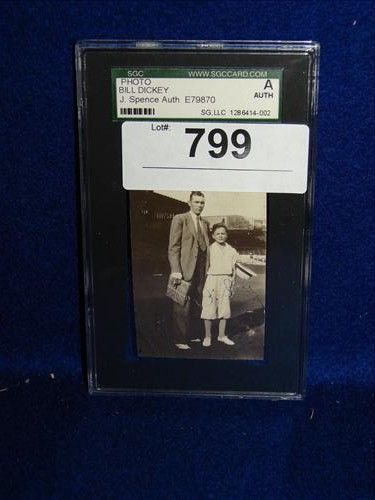 SGC WWW.SGCCARD.COM
PHOTO
BILL DICKEY
J. Spence Auth. E79870
A
AUTH
SG,LLC 1286414-002
Lot#:
799